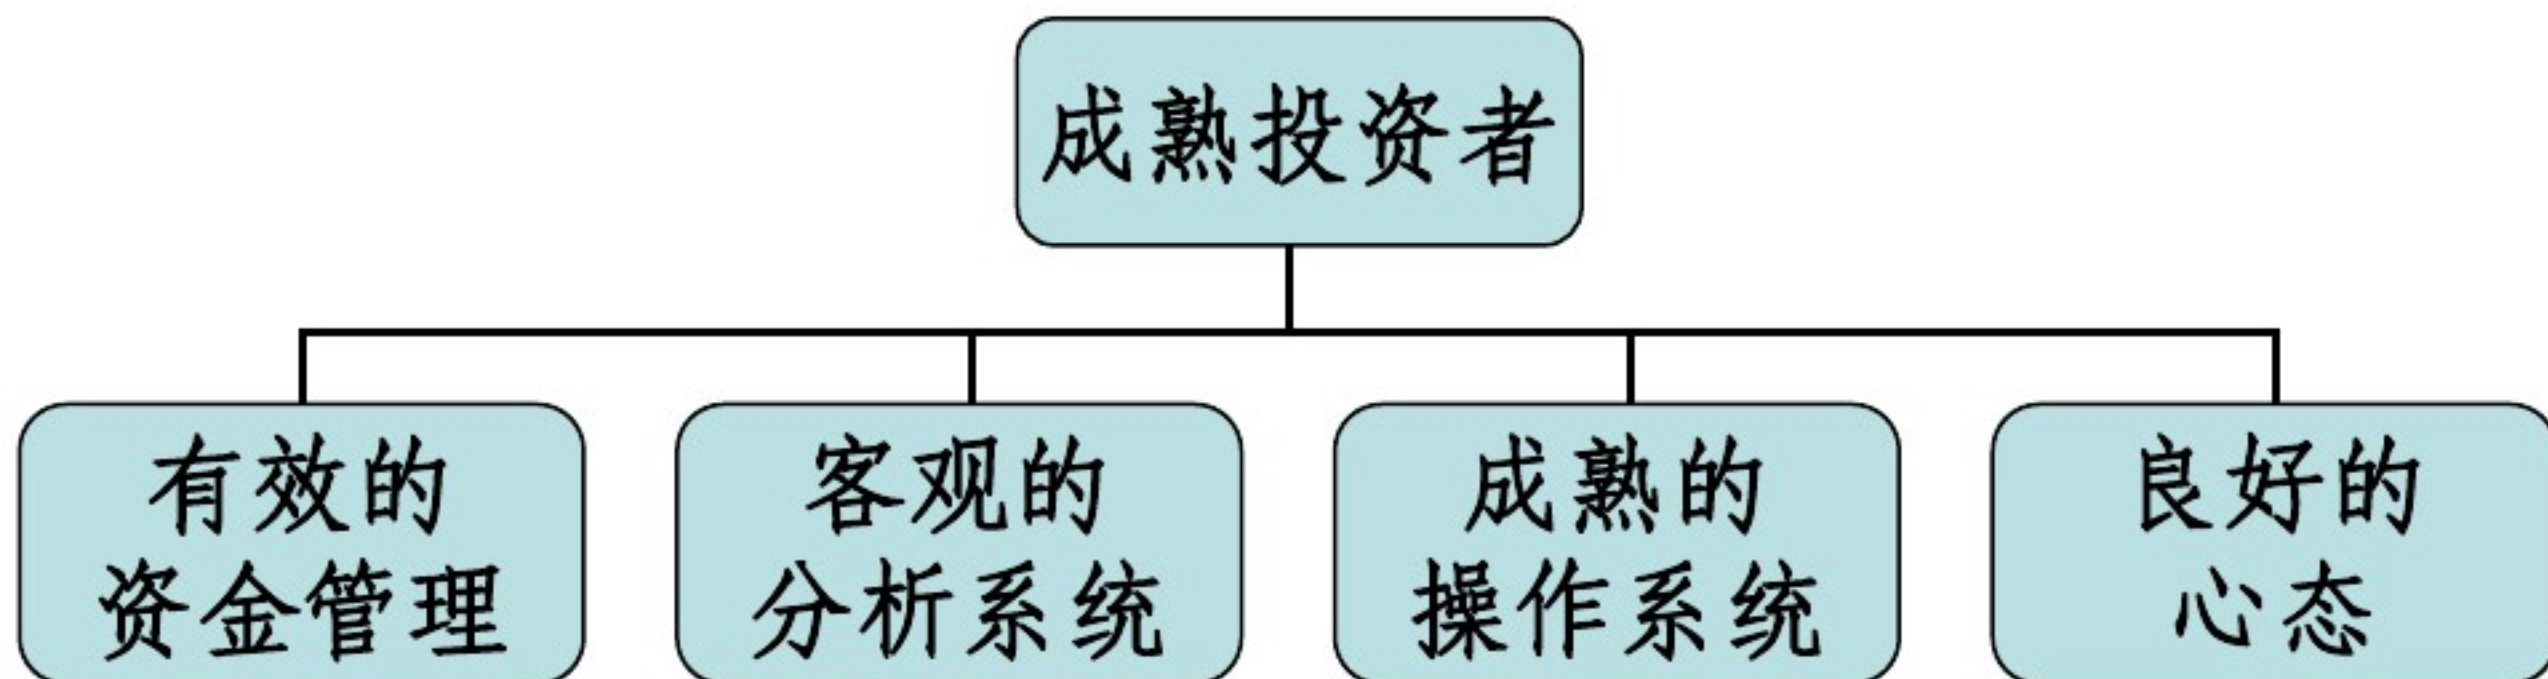 成熟投资者
有效的
资金管理
客观的
分析系统
成熟的
操作系统
良好的
心态